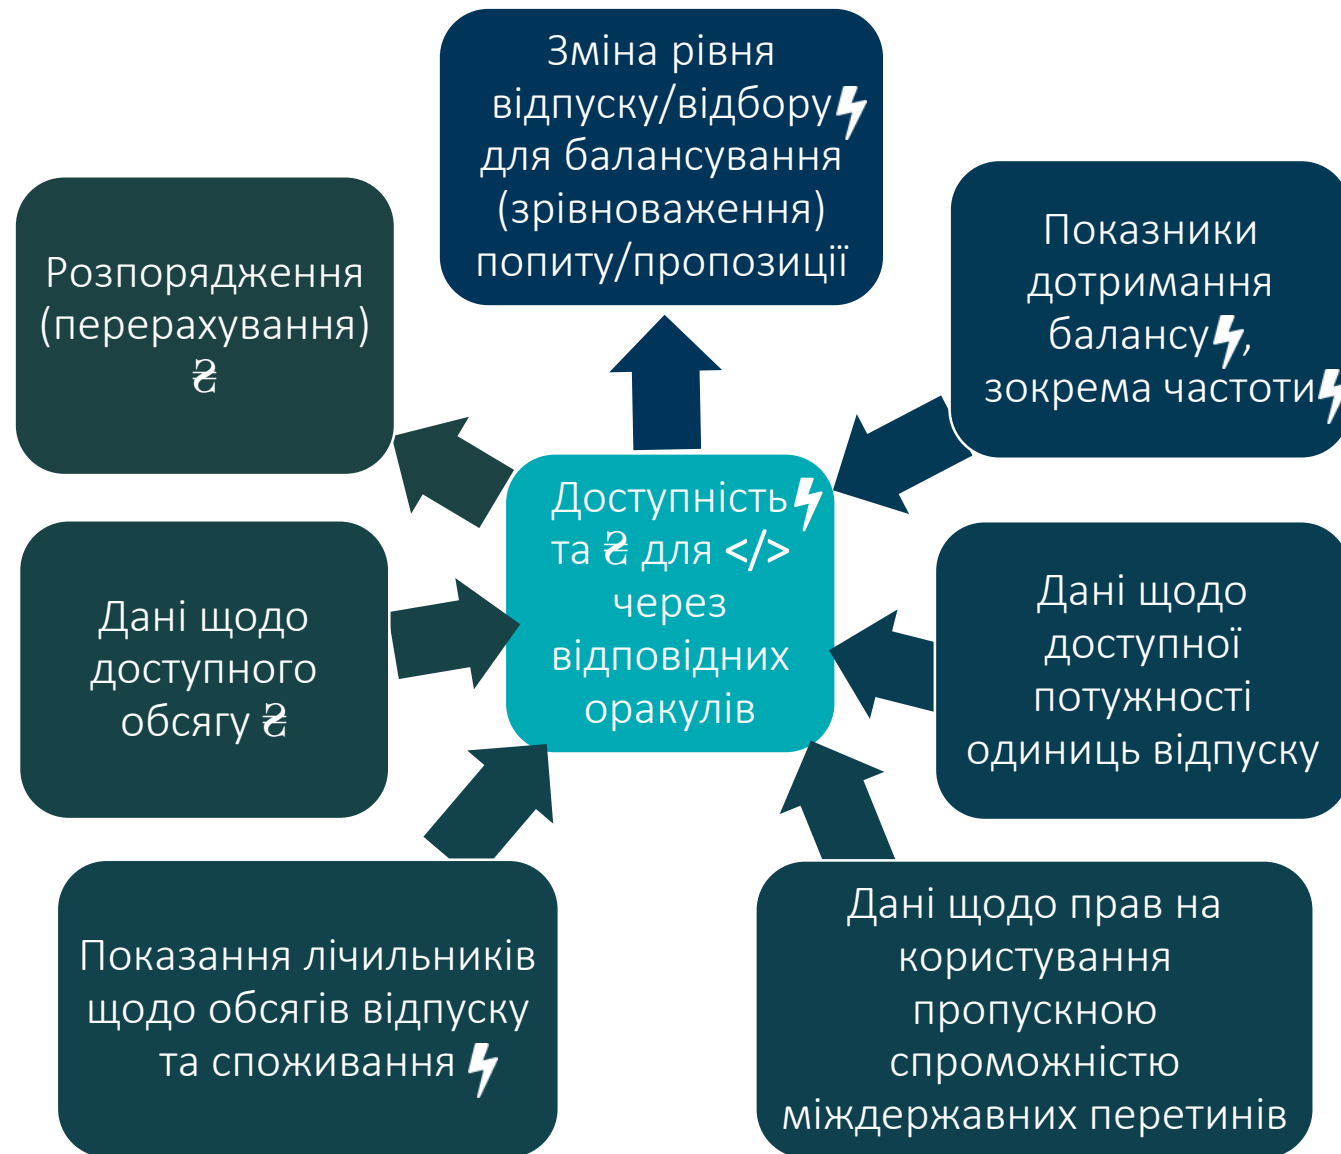 Зміна рівня
відпуску/відбору⚡
для балансування
(зрівноваження)
попиту/пропозиції
Розпорядження
(перерахування)
₴
Показники
дотримання
балансу⚡,
зокрема частоти⚡
Доступність⚡
та ₴ для </>
через
відповідних
оракулів
Дані щодо
доступного
обсягу ₴
Дані щодо
доступної
потужності
одиниць відпуску
Показання лічильників
щодо обсягів відпуску
та споживання ⚡
Дані щодо прав на
користування
пропускною
спроможністю
міждержавних перетинів